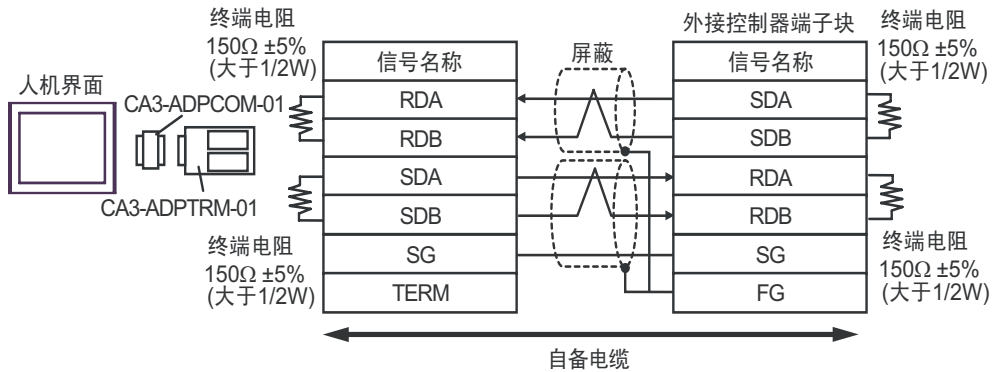 人机界面
CA3-ADPCOM-01
CA3-ADPTRM-01
终端电阻
150Ω ±5%
(大于1/2W)
终端电阻
150Ω ±5%
(大于1/2W)
信号名称
RDA
RDB
SDA
SDB
SG
TERM
屏蔽
外接控制器端子块
信号名称
SDA
SDB
RDA
RDB
SG
FG
终端电阻
150Ω ±5%
(大于1/2W)
终端电阻
150Ω ±5%
(大于1/2W)
自备电缆